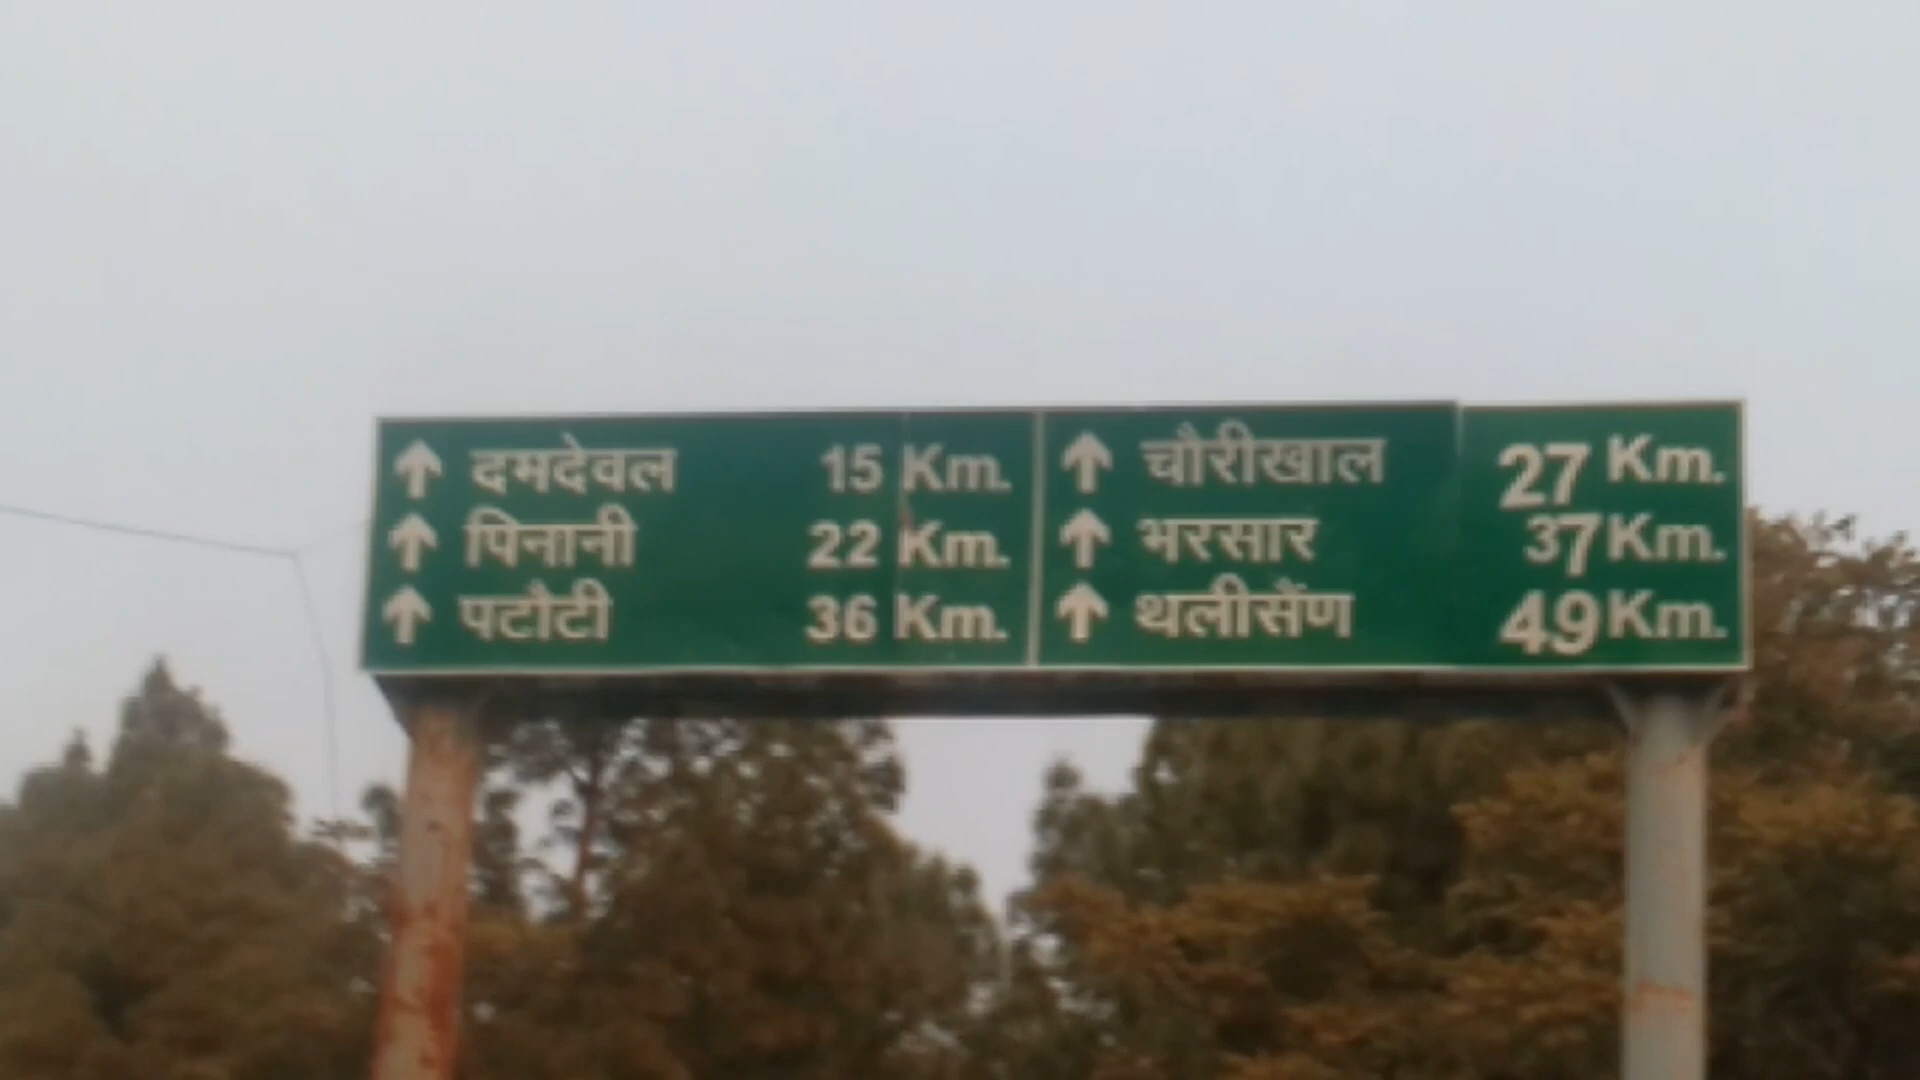 ↑ दमदेवल 15 Km.
↑ पिनानी 22 Km.
↑ पटोटी 36 Km.
↑ चौरीखाल 27 Km.
↑ भरसार 37 Km.
↑ थलीसैंण 49 Km.